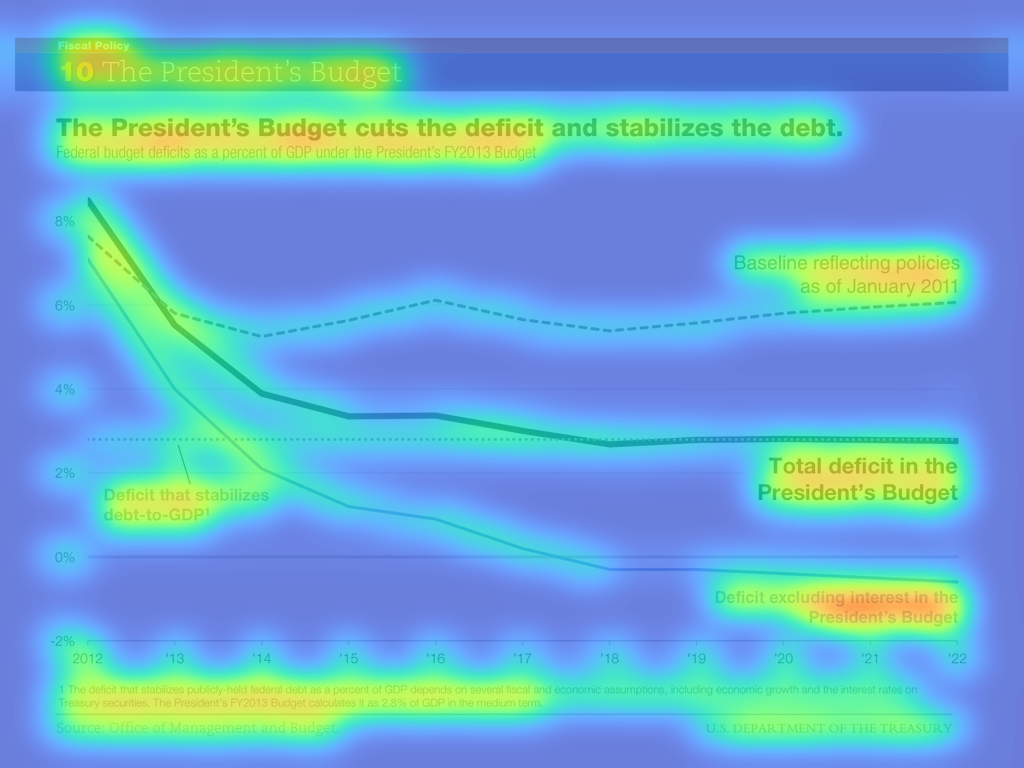 Fiscal Policy
10 The President's Budget
The President's Budget cuts the deficit and stabilizes the debt.
Federal budget deficits as a percent of GDP under the President's FY2013 Budget
8%
Baseline reflecting policies
as of January 2011
6%
4%
2%
Total deficit in the
President's Budget
Deficit that stabilizes
debt-to-GDP¹
0%
Deficit excluding interest in the
President's Budget
-2%
2012 '13 '14 '15 '16 '17 '18 '19 '20 '21 '22
1 The deficit that stabilizes publicly-held federal debt as a percent of GDP depends on several fiscal and economic assumptions, including economic growth and the interest rates on
Treasury securities. The President's FY2013 Budget calculates it as 2.8% of GDP in the medium term.
Source: Office of Management and Budget.
U.S. DEPARTMENT OF THE TREASURY